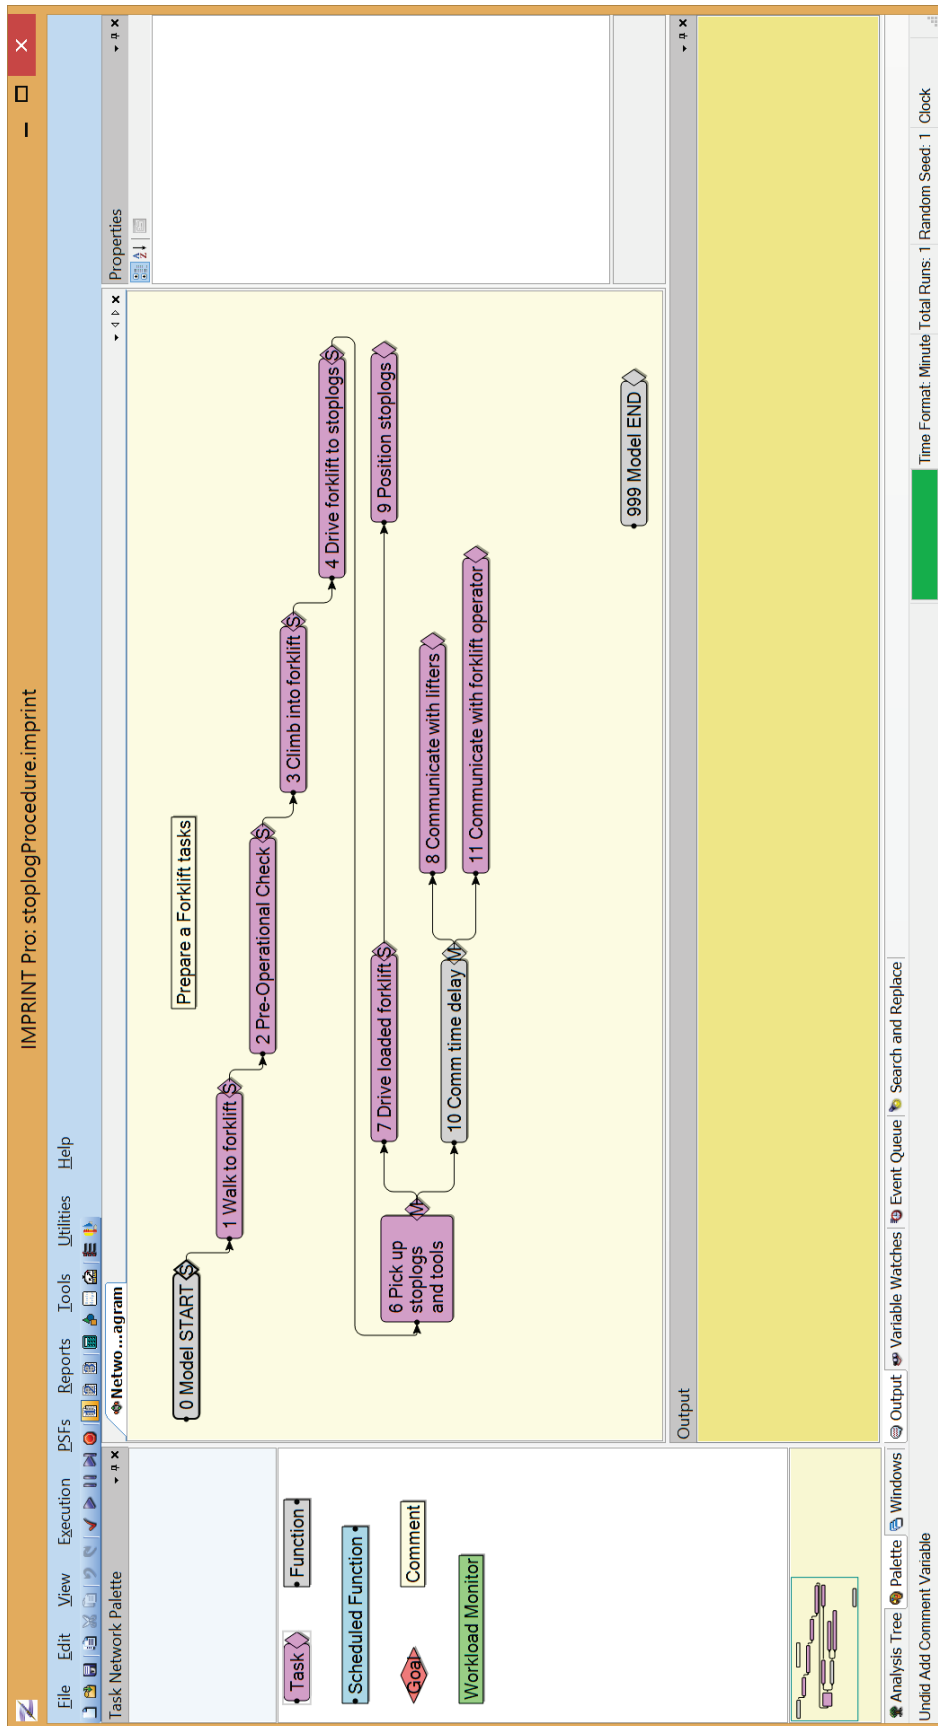 IMPRINT Pro: stoplogProcedure.imprint
File Edit View Execution PSFs Reports Tools Utilities Help
Task Network Palette
Task
Function
Scheduled Function
Goal
Comment
Workload Monitor
Netwo...agram
Prepare a Forklift tasks
0 Model START
S
1 Walk to forklift
S
2 Pre-Operational Check
S
3 Climb into forklift
S
4 Drive forklift to stoplogs
S
6 Pick up
stoplogs
and tools
M
7 Drive loaded forklift
S
9 Position stoplogs
10 Comm time delay
M
8 Communicate with lifters
11 Communicate with forklift operator
999 Model END
Properties
Output
Analysis Tree Palette Windows
Output Variable Watches Event Queue Search and Replace
Undid Add Comment Variable
Time Format: Minute Total Runs: 1 Random Seed: 1 Clock